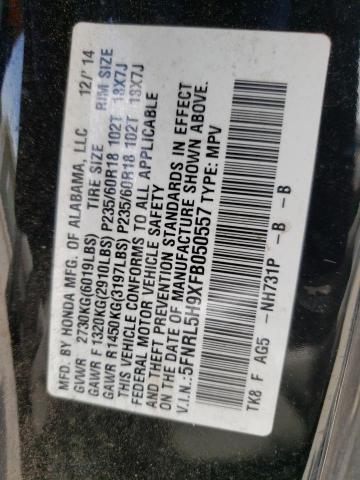 MFD. BY HONDA MFG. OF ALABAMA, LLC 12/'14
GVWR 2730KG(6019LBS) TIRE SIZE RIM SIZE
GAWR F 1320KG(2910LBS) P235/60R18 102T 18X7J
GAWR R 1450KG(3197LBS) P235/60R18 102T 18X7J
THIS VEHICLE CONFORMS TO ALL APPLICABLE
FEDERAL MOTOR VEHICLE SAFETY
AND THEFT PREVENTION STANDARDS IN EFFECT
ON THE DATE OF MANUFACTURE SHOWN ABOVE.
V.I.N.: 5FNRL5H9XFB050557 TYPE: MPV
TK8 F AG5 -NH731P -B -B